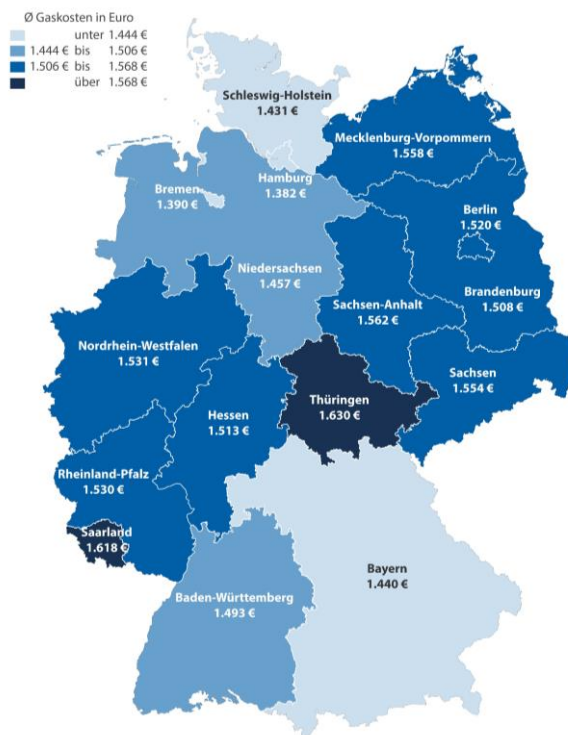 Ø Gaskosten in Euro
unter 1.444 €
1.444 € bis 1.506 €
1.506 € bis 1.568 €
über 1.568 €
Schleswig-Holstein
1.431 €
Mecklenburg-Vorpommern
1.558 €
Hamburg
1.382 €
Bremen
1.390 €
Berlin
1.520 €
Niedersachsen
1.457 €
Brandenburg
1.508 €
Sachsen-Anhalt
1.562 €
Nordrhein-Westfalen
1.531 €
Sachsen
1.554 €
Thüringen
1.630 €
Hessen
1.513 €
Rheinland-Pfalz
1.530 €
Saarland
1.618 €
Bayern
1.440 €
Baden-Württemberg
1.493 €